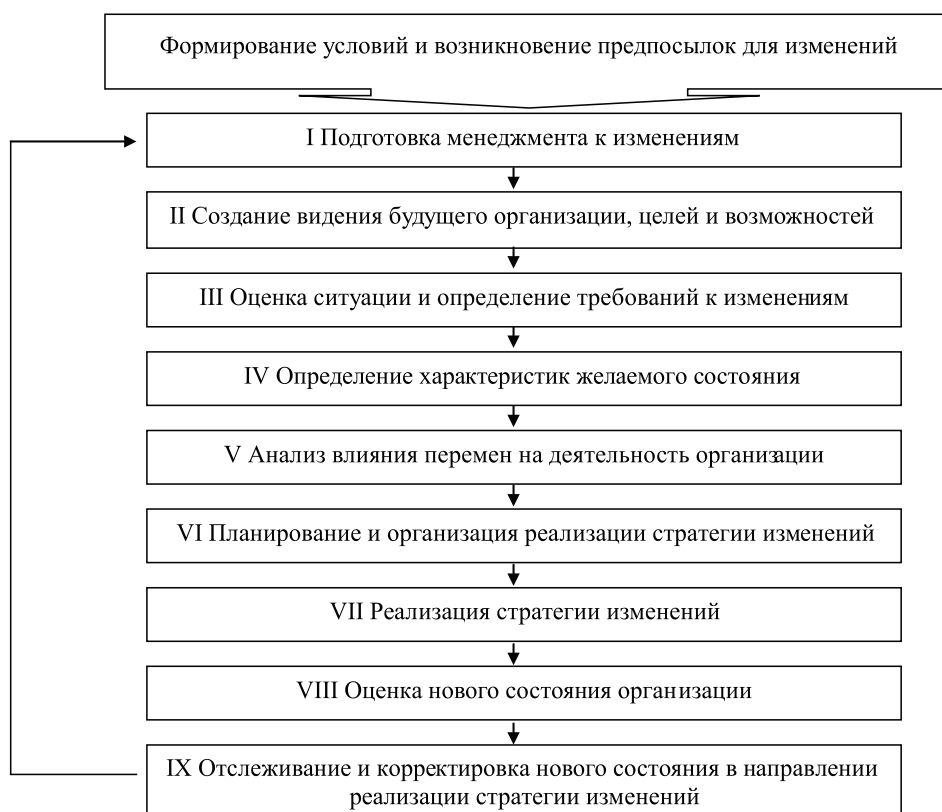 Формирование условий и возникновение предпосылок для изменений
I Подготовка менеджмента к изменениям
II Создание видения будущего организации, целей и возможностей
III Оценка ситуации и определение требований к изменениям
IV Определение характеристик желаемого состояния
V Анализ влияния перемен на деятельность организации
VI Планирование и организация реализации стратегии изменений
VII Реализация стратегии изменений
VIII Оценка нового состояния организации
IX Отслеживание и корректировка нового состояния в направлении
реализации стратегии изменений